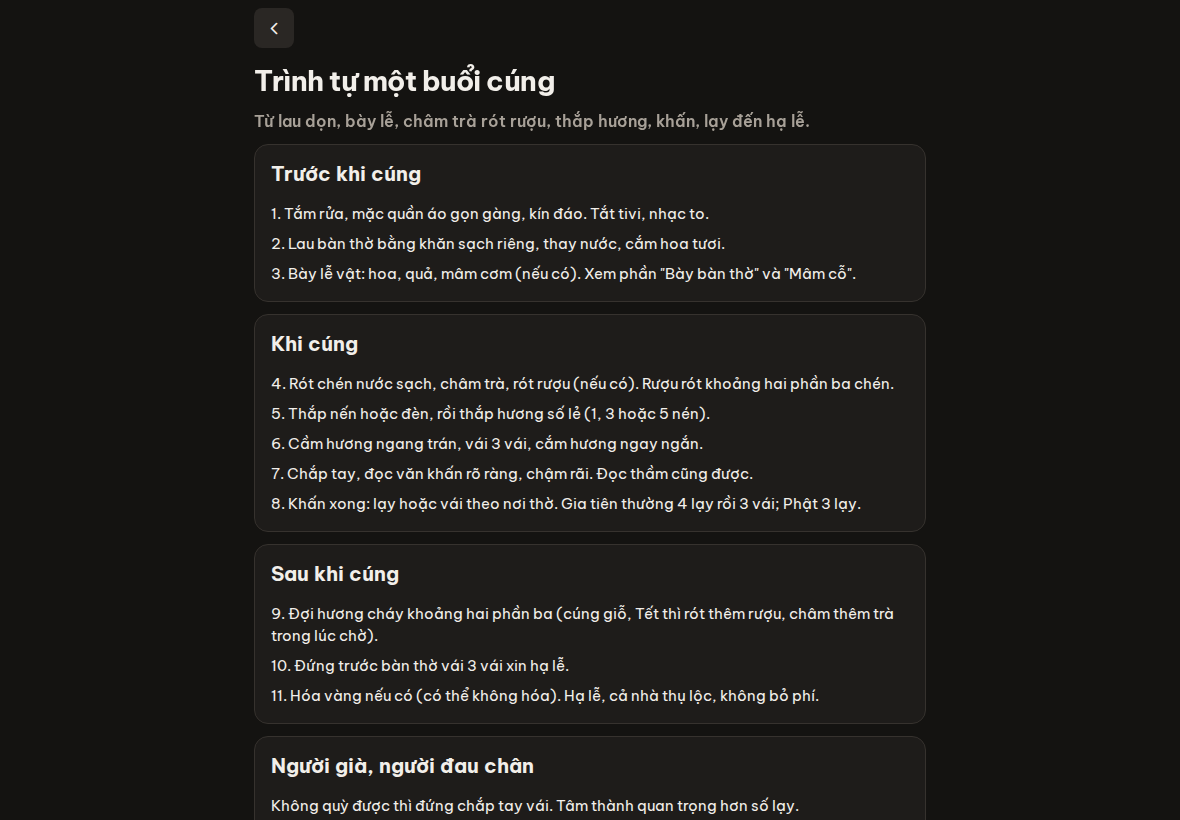 Trình tự một buổi cúng
Từ lau dọn, bày lễ, châm trà rót rượu, thắp hương, khấn, lạy đến hạ lễ.
Trước khi cúng
1. Tắm rửa, mặc quần áo gọn gàng, kín đáo. Tắt tivi, nhạc to.
2. Lau bàn thờ bằng khăn sạch riêng, thay nước, cắm hoa tươi.
3. Bày lễ vật: hoa, quả, mâm cơm (nếu có). Xem phần "Bày bàn thờ" và "Mâm cỗ".
Khi cúng
4. Rót chén nước sạch, châm trà, rót rượu (nếu có). Rượu rót khoảng hai phần ba chén.
5. Thắp nến hoặc đèn, rồi thắp hương số lẻ (1, 3 hoặc 5 nén).
6. Cầm hương ngang trán, vái 3 vái, cắm hương ngay ngắn.
7. Chắp tay, đọc văn khấn rõ ràng, chậm rãi. Đọc thầm cũng được.
8. Khấn xong: lạy hoặc vái theo nơi thờ. Gia tiên thường 4 lạy rồi 3 vái; Phật 3 lạy.
Sau khi cúng
9. Đợi hương cháy khoảng hai phần ba (cúng giỗ, Tết thì rót thêm rượu, châm thêm trà
trong lúc chờ).
10. Đứng trước bàn thờ vái 3 vái xin hạ lễ.
11. Hóa vàng nếu có (có thể không hóa). Hạ lễ, cả nhà thụ lộc, không bỏ phí.
Người già, người đau chân
Không quỳ được thì đứng chắp tay vái. Tâm thành quan trọng hơn số lạy.